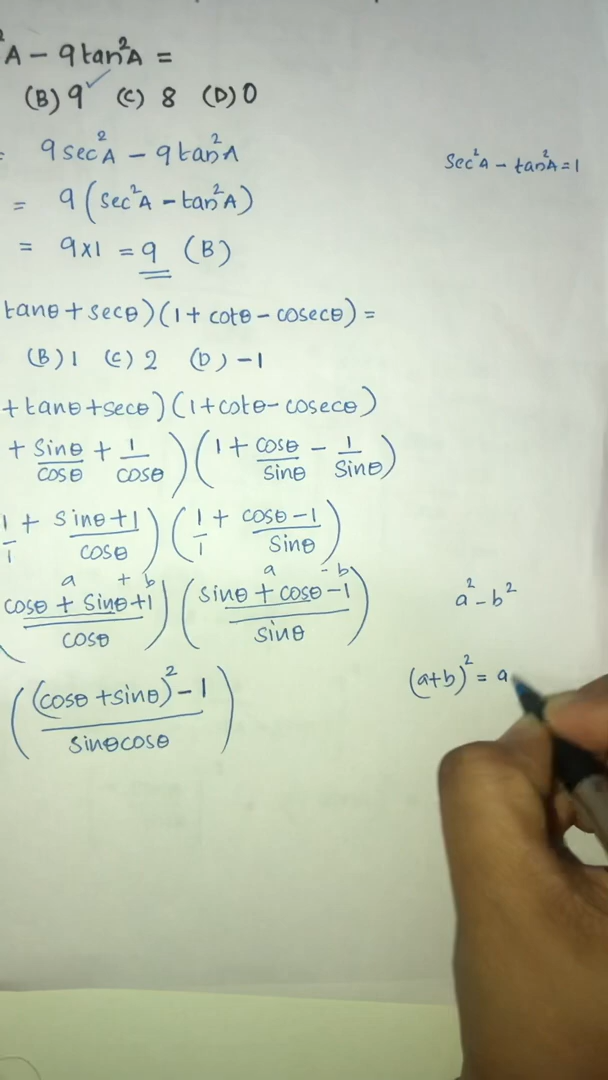 ²A - 9tan²A =
(B) 9 ✓ (C) 8 (D) 0
= 9sec²A - 9tan²A
sec²A - tan²A = 1
= 9(sec²A - tan²A)
= 9x1 = 9 (B)
tanθ + secθ)(1 + cotθ - cosecθ) =
(B) 1 (C) 2 (D) -1
+ tanθ + secθ)(1 + cotθ - cosecθ)
+ sinθ/cosθ + 1/cosθ)(1 + cosθ/sinθ - 1/sinθ)
1/1 + sinθ+1/cosθ)(1/1 + cosθ-1/sinθ)
a + b a - b
(cosθ + sinθ+1/cosθ)(sinθ + cosθ-1/sinθ)
a² - b²
((cosθ + sinθ)² - 1/sinθcosθ)
(a+b)² = a